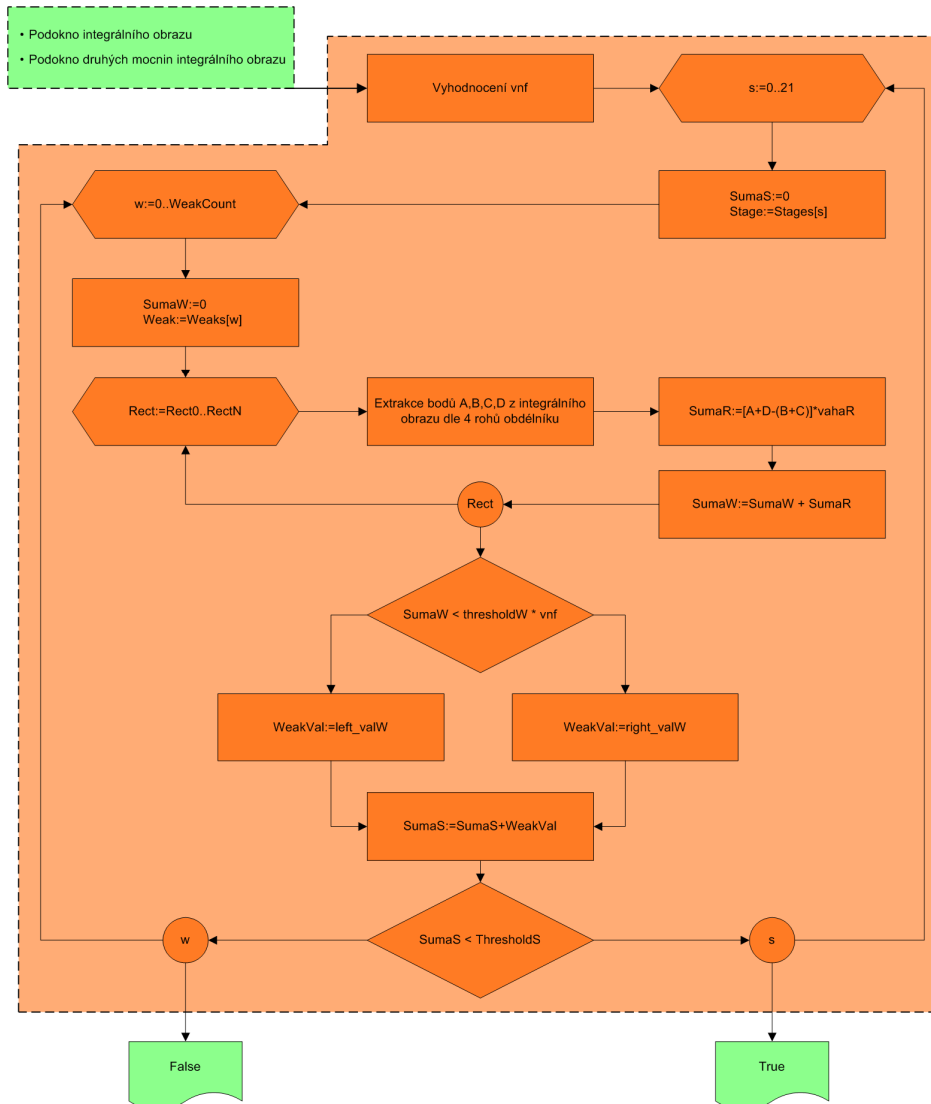 • Podokno integrálního obrazu
• Podokno druhých mocnin integrálního obrazu
Vyhodnocení vnf
s:=0..21
w:=0..WeakCount
SumaS:=0
Stage:=Stages[s]
SumaW:=0
Weak:=Weaks[w]
Rect:=Rect0..RectN
Extrakce bodů A,B,C,D z integrálního
obrazu dle 4 rohů obdélníku
SumaR:=[A+D-(B+C)]*vahaR
Rect
SumaW:=SumaW + SumaR
SumaW < thresholdW * vnf
WeakVal:=left_valW
WeakVal:=right_valW
SumaS:=SumaS+WeakVal
w
SumaS < ThresholdS
s
False
True